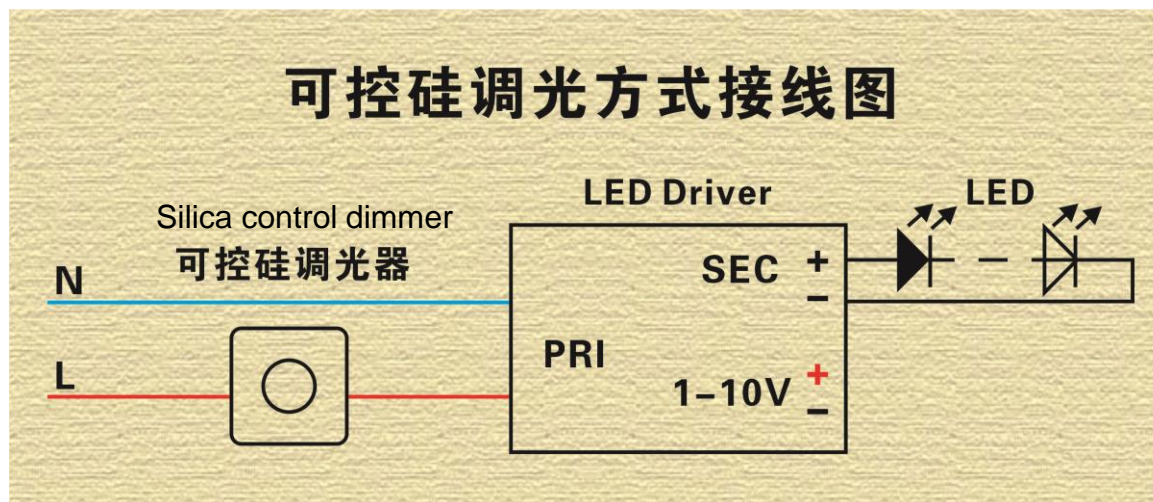 可控硅调光方式接线图
LED Driver
LED
Silica control dimmer
可控硅调光器
N
SEC +
−
L
PRI
1−10V +
−